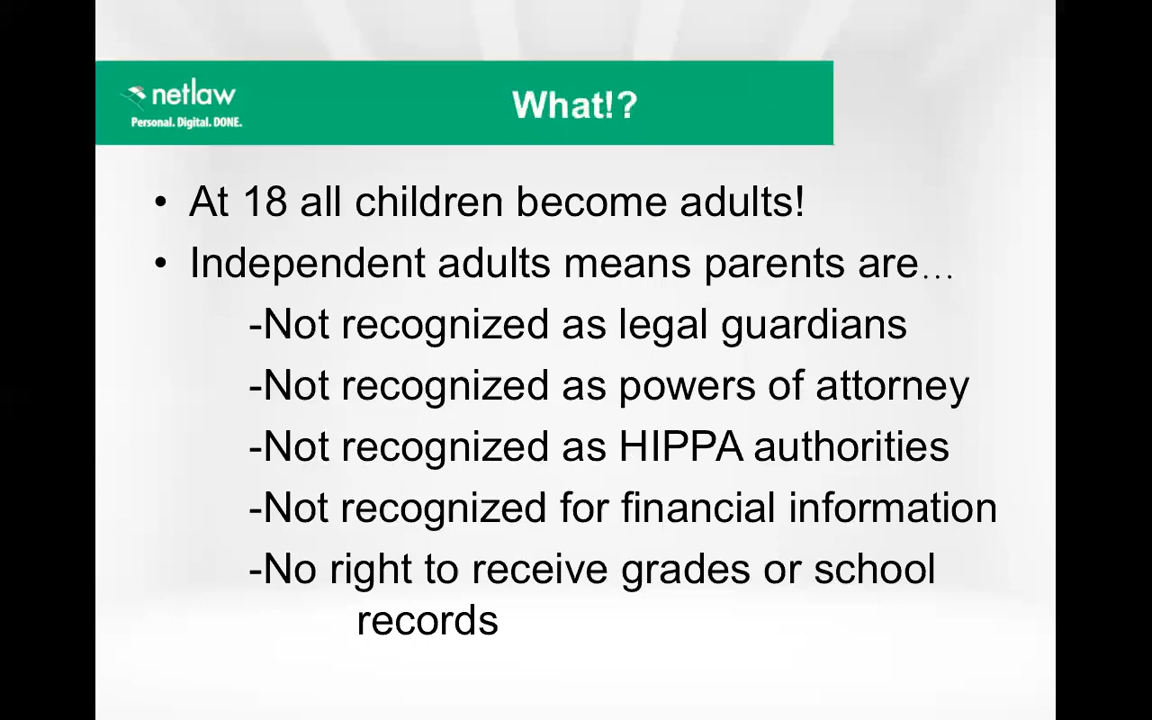 netlaw
Personal. Digital. DONE.
What!?
• At 18 all children become adults!
• Independent adults means parents are...
-Not recognized as legal guardians
-Not recognized as powers of attorney
-Not recognized as HIPPA authorities
-Not recognized for financial information
-No right to receive grades or school
records